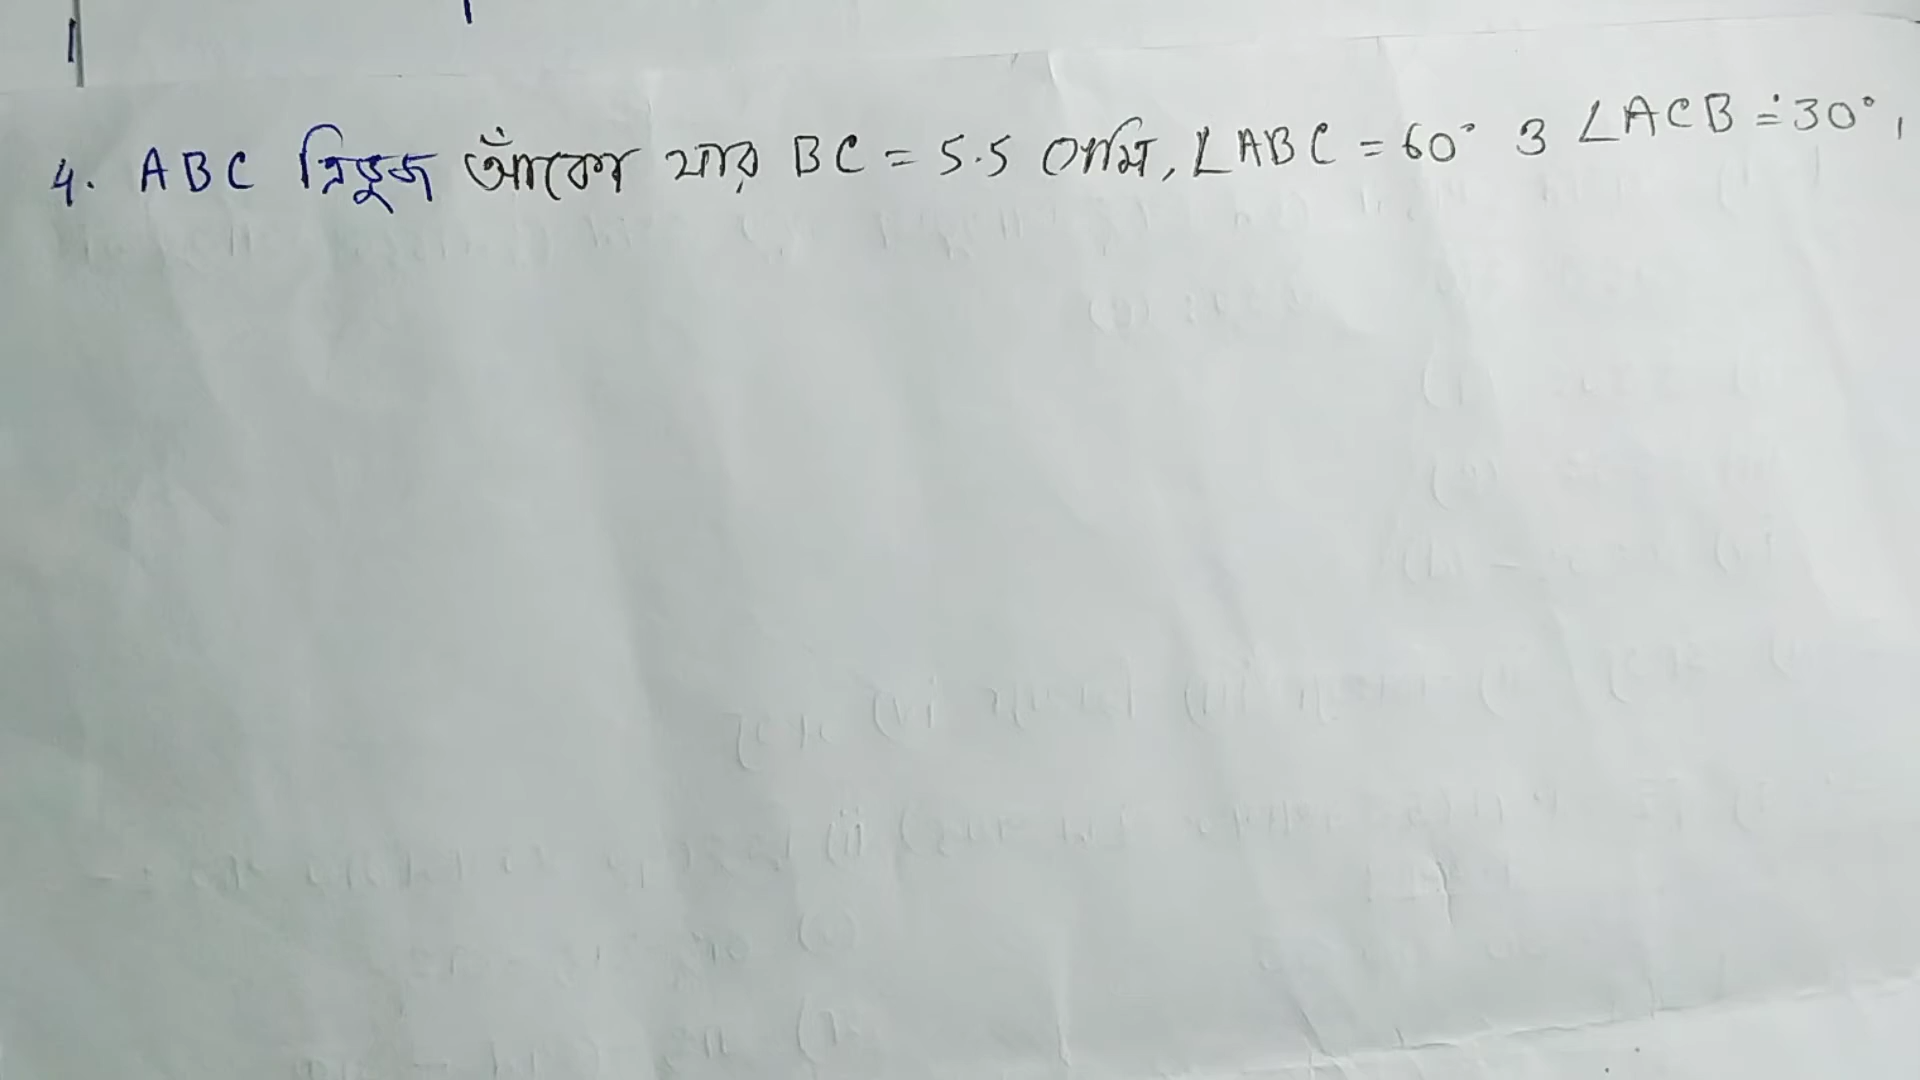 4. ABC ত্রিভুজ আঁকো যার BC = 5.5 সেমি, ∠ABC = 60° ও ∠ACB = 30°,